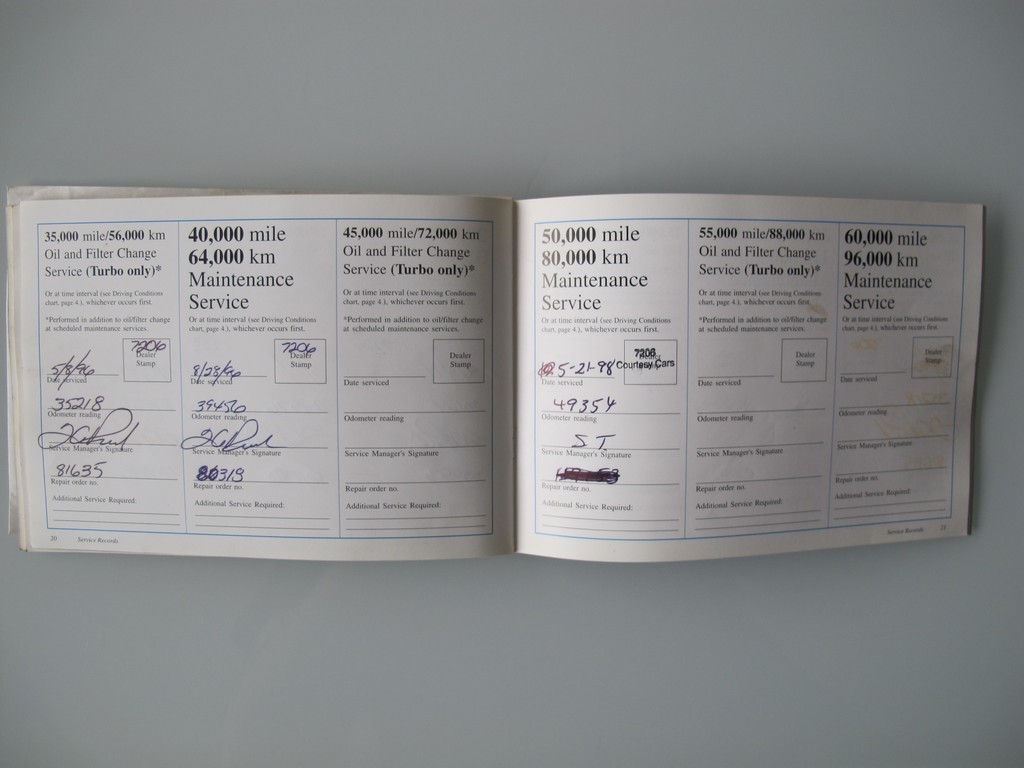 35,000 mile/56,000 km
Oil and Filter Change
Service (Turbo only)*
Or at time interval (see Driving Conditions
chart, page 4.), whichever occurs first.
*Performed in addition to oil/filter change
at scheduled maintenance services.
7206
Dealer
Stamp
5/8/96
Date serviced
35218
Odometer reading
Service Manager's Signature
81635
Repair order no.
Additional Service Required:
40,000 mile
64,000 km
Maintenance
Service
Or at time interval (see Driving Conditions
chart, page 4.), whichever occurs first.
7206
Dealer
Stamp
8/28/96
Date serviced
39456
Odometer reading
Service Manager's Signature
86319
Repair order no.
Additional Service Required:
45,000 mile/72,000 km
Oil and Filter Change
Service (Turbo only)*
Or at time interval (see Driving Conditions
chart, page 4.), whichever occurs first.
*Performed in addition to oil/filter change
at scheduled maintenance services.
Dealer
Stamp
Date serviced
Odometer reading
Service Manager's Signature
Repair order no.
Additional Service Required:
20 Service Records
50,000 mile
80,000 km
Maintenance
Service
Or at time interval (see Driving Conditions
chart, page 4.), whichever occurs first.
7206
Courtesy Cars
5-21-98
Date serviced
49354
Odometer reading
S T.
Service Manager's Signature
Repair order no.
Additional Service Required:
55,000 mile/88,000 km
Oil and Filter Change
Service (Turbo only)*
Or at time interval (see Driving Conditions
chart, page 4.), whichever occurs first.
*Performed in addition to oil/filter change
at scheduled maintenance services.
Dealer
Stamp
Date serviced
Odometer reading
Service Manager's Signature
Repair order no.
Additional Service Required:
60,000 mile
96,000 km
Maintenance
Service
Or at time interval (see Driving Conditions
chart, page 4.), whichever occurs first.
Dealer
Stamp
Date serviced
Odometer reading
Service Manager's Signature
Repair order no.
Additional Service Required:
Service Records 21